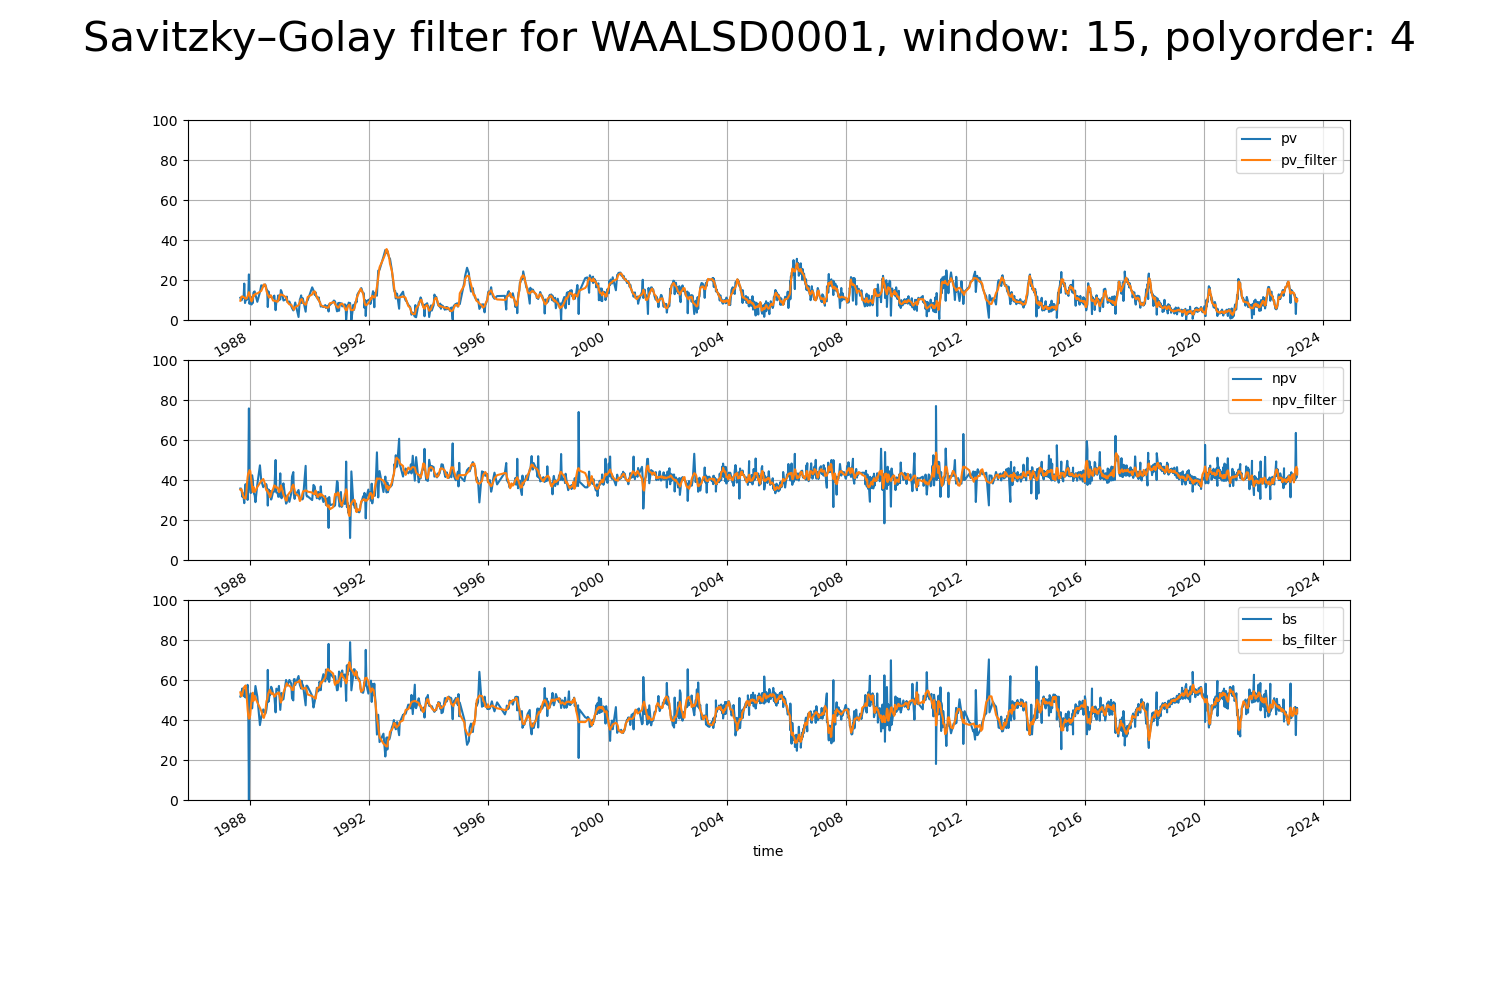 Savitzky–Golay filter for WAALSD0001, window: 15, polyorder: 4
100
80
60
40
20
0
pv
pv_filter
1988 1992 1996 2000 2004 2008 2012 2016 2020 2024
100
80
60
40
20
0
npv
npv_filter
1988 1992 1996 2000 2004 2008 2012 2016 2020 2024
100
80
60
40
20
0
bs
bs_filter
1988 1992 1996 2000 2004 2008 2012 2016 2020 2024
time